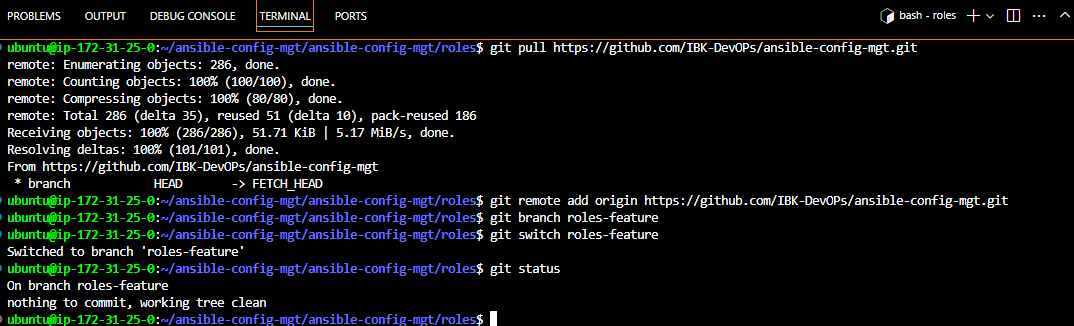 PROBLEMS OUTPUT DEBUG CONSOLE TERMINAL PORTS bash - roles
ubuntu@ip-172-31-25-0:~/ansible-config-mgt/ansible-config-mgt/roles$ git pull https://github.com/IBK-DevOPs/ansible-config-mgt.git
remote: Enumerating objects: 286, done.
remote: Counting objects: 100% (100/100), done.
remote: Compressing objects: 100% (80/80), done.
remote: Total 286 (delta 35), reused 51 (delta 10), pack-reused 186
Receiving objects: 100% (286/286), 51.71 KiB | 5.17 MiB/s, done.
Resolving deltas: 100% (101/101), done.
From https://github.com/IBK-DevOPs/ansible-config-mgt
 * branch            HEAD       -> FETCH_HEAD
ubuntu@ip-172-31-25-0:~/ansible-config-mgt/ansible-config-mgt/roles$ git remote add origin https://github.com/IBK-DevOPs/ansible-config-mgt.git
ubuntu@ip-172-31-25-0:~/ansible-config-mgt/ansible-config-mgt/roles$ git branch roles-feature
ubuntu@ip-172-31-25-0:~/ansible-config-mgt/ansible-config-mgt/roles$ git switch roles-feature
Switched to branch 'roles-feature'
ubuntu@ip-172-31-25-0:~/ansible-config-mgt/ansible-config-mgt/roles$ git status
On branch roles-feature
nothing to commit, working tree clean
ubuntu@ip-172-31-25-0:~/ansible-config-mgt/ansible-config-mgt/roles$